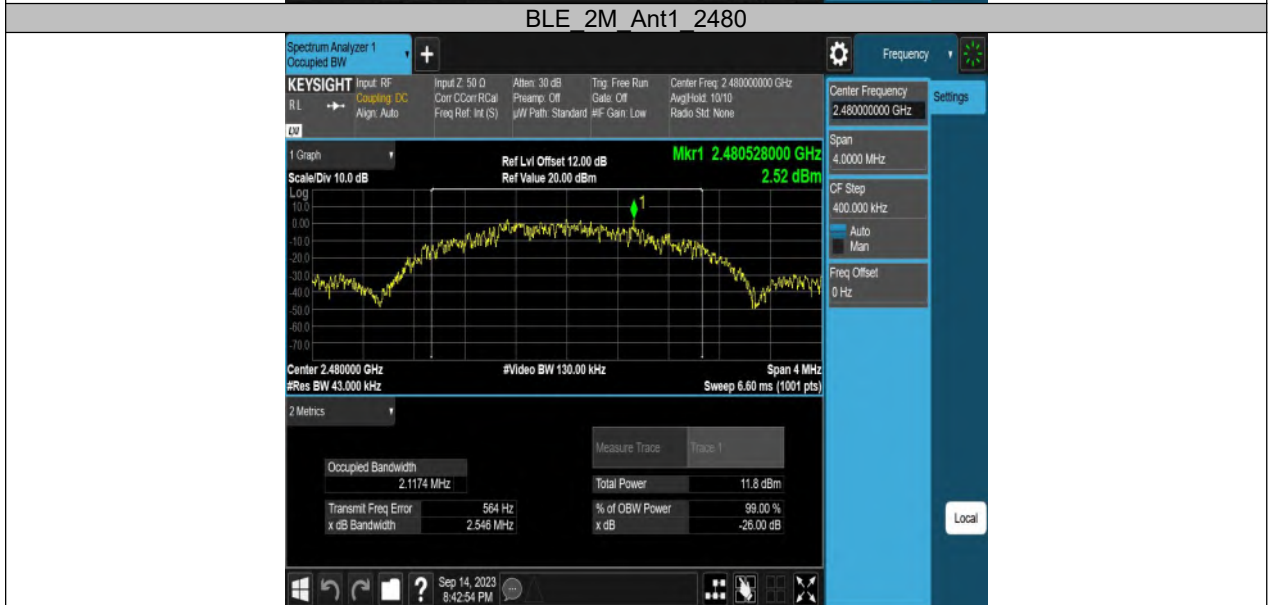 BLE_2M_Ant1_2480
Spectrum Analyzer 1
Occupied BW
+
Frequency
KEYSIGHT
RL
LXI
Input: RF
Coupling: DC
Align: Auto
Input Z: 50 Ω
Corr CCorr RCal
Freq Ref: Int (S)
Atten: 30 dB
Preamp: Off
µW Path: Standard
Trig: Free Run
Gate: Off
#IF Gain: Low
Center Freq: 2.480000000 GHz
Avg|Hold: 10/10
Radio Std: None
Center Frequency
2.480000000 GHz
Settings
Span
4.0000 MHz
CF Step
400.000 kHz
Auto
Man
Freq Offset
0 Hz
Local
1 Graph
Scale/Div 10.0 dB
Ref Lvl Offset 12.00 dB
Ref Value 20.00 dBm
Mkr1 2.480528000 GHz
2.52 dBm
Log
10.0
0.00
-10.0
-20.0
-30.0
-40.0
-50.0
-60.0
-70.0
1
Center 2.480000 GHz
#Res BW 43.000 kHz
#Video BW 130.00 kHz
Span 4 MHz
Sweep 6.60 ms (1001 pts)
2 Metrics
Measure Trace Trace 1
Occupied Bandwidth
2.1174 MHz
Total Power 11.8 dBm
Transmit Freq Error 564 Hz
% of OBW Power 99.00 %
x dB Bandwidth 2.546 MHz
x dB -26.00 dB
?
Sep 14, 2023
8:42:54 PM